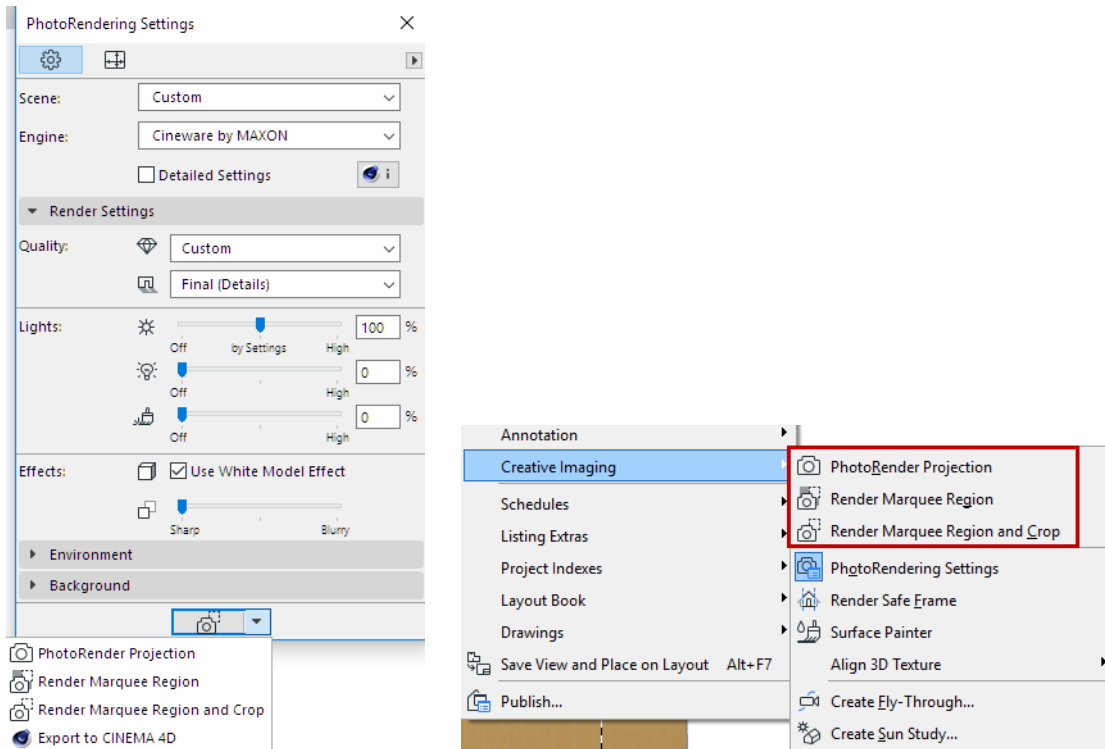 PhotoRendering Settings
Scene: Custom
Engine: Cineware by MAXON
Detailed Settings
i
Render Settings
Quality: Custom
Final (Details)
Lights: 100 %
Off by Settings High
0 %
Off High
0 %
Off High
Effects: Use White Model Effect
Sharp Blurry
Environment
Background
PhotoRender Projection
Render Marquee Region
Render Marquee Region and Crop
Export to CINEMA 4D
Annotation
Creative Imaging
Schedules
Listing Extras
Project Indexes
Layout Book
Drawings
Save View and Place on Layout Alt+F7
Publish...
PhotoRender Projection
Render Marquee Region
Render Marquee Region and Crop
PhotoRendering Settings
Render Safe Frame
Surface Painter
Align 3D Texture
Create Fly-Through...
Create Sun Study...